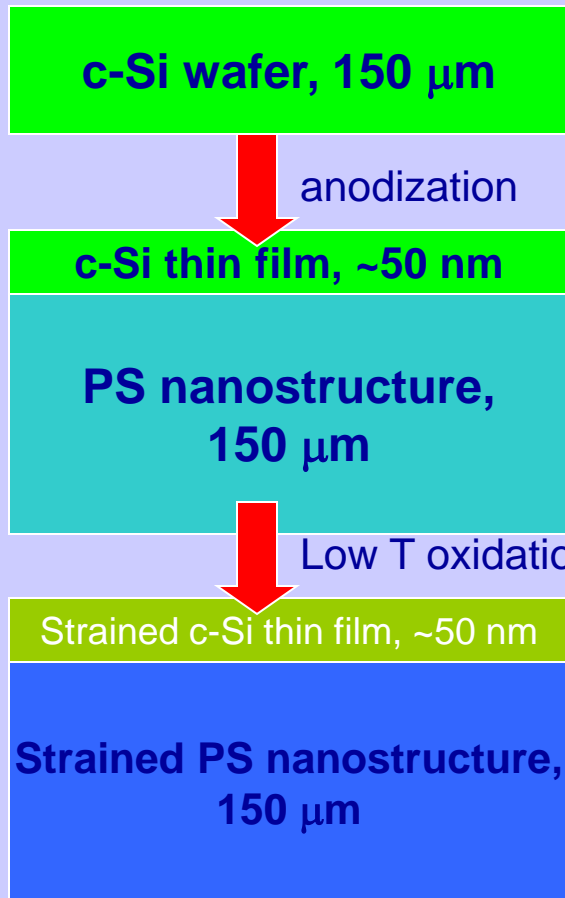 c-Si wafer, 150 μm
anodization
c-Si thin film, ~50 nm
PS nanostructure,
150 μm
Low T oxidatio
Strained c-Si thin film, ~50 nm
Strained PS nanostructure,
150 μm